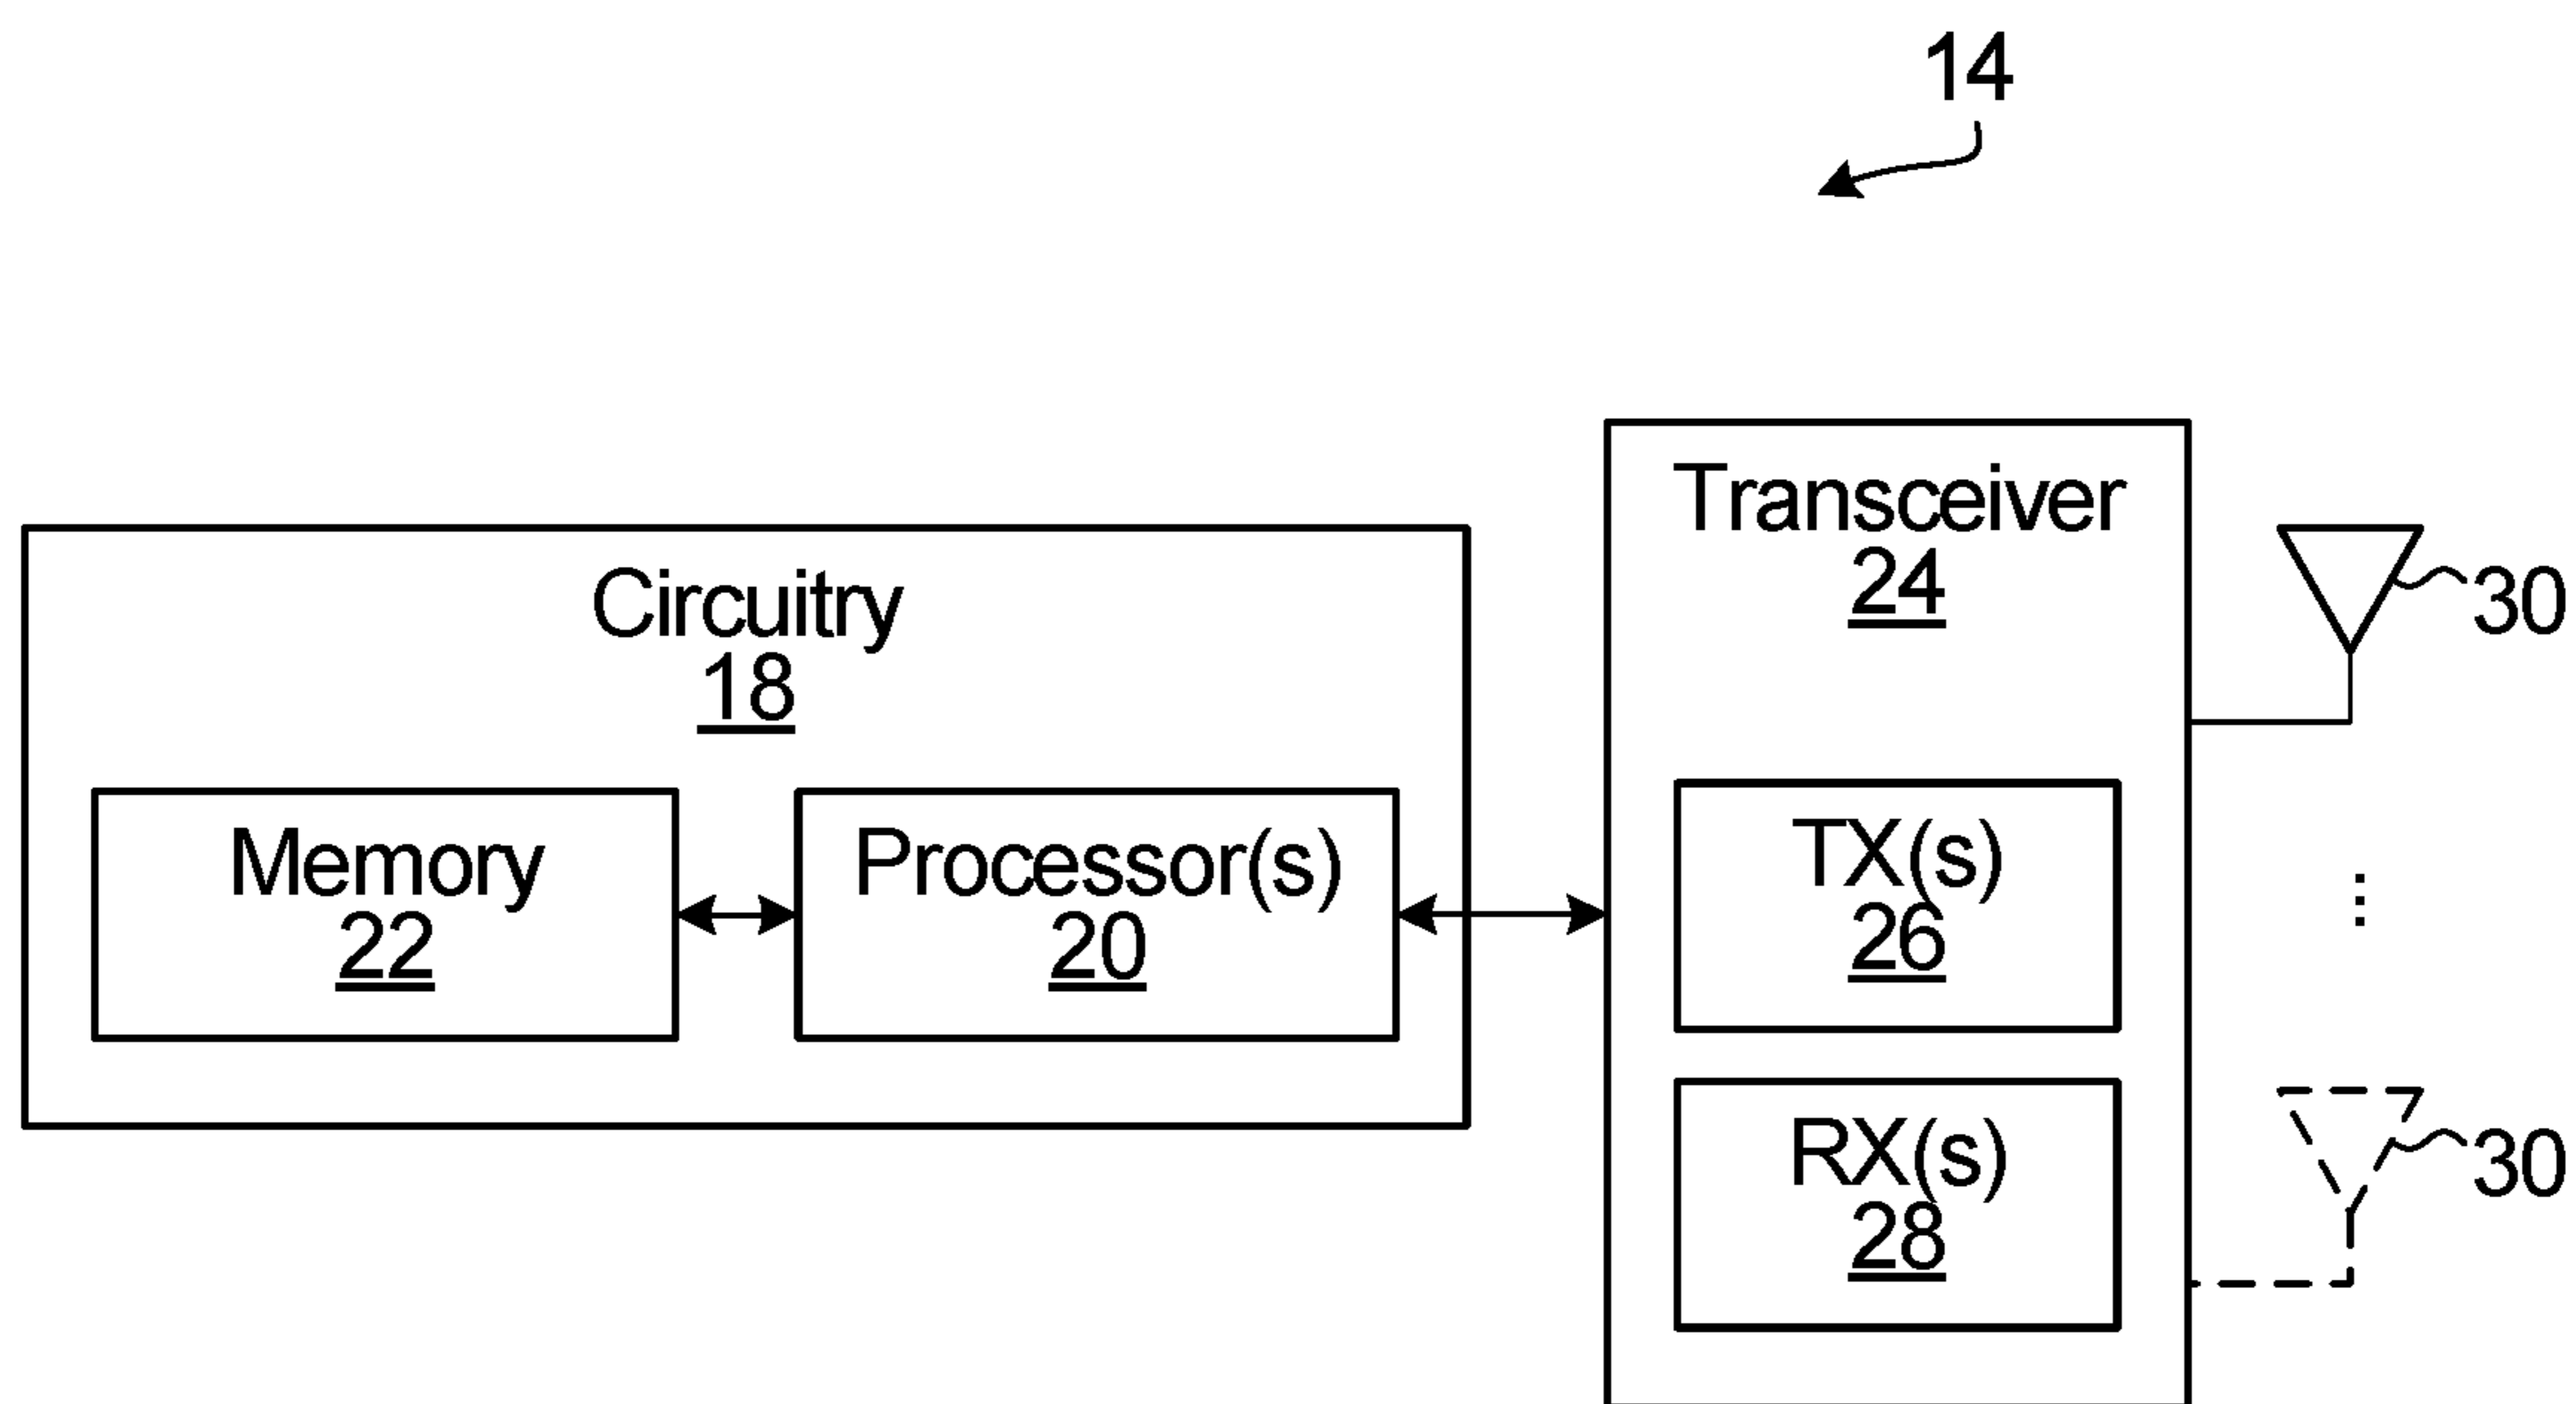 14
Transceiver
24
30
Circuitry
18
Memory
22
Processor(s)
20
TX(s)
26
RX(s)
28
30